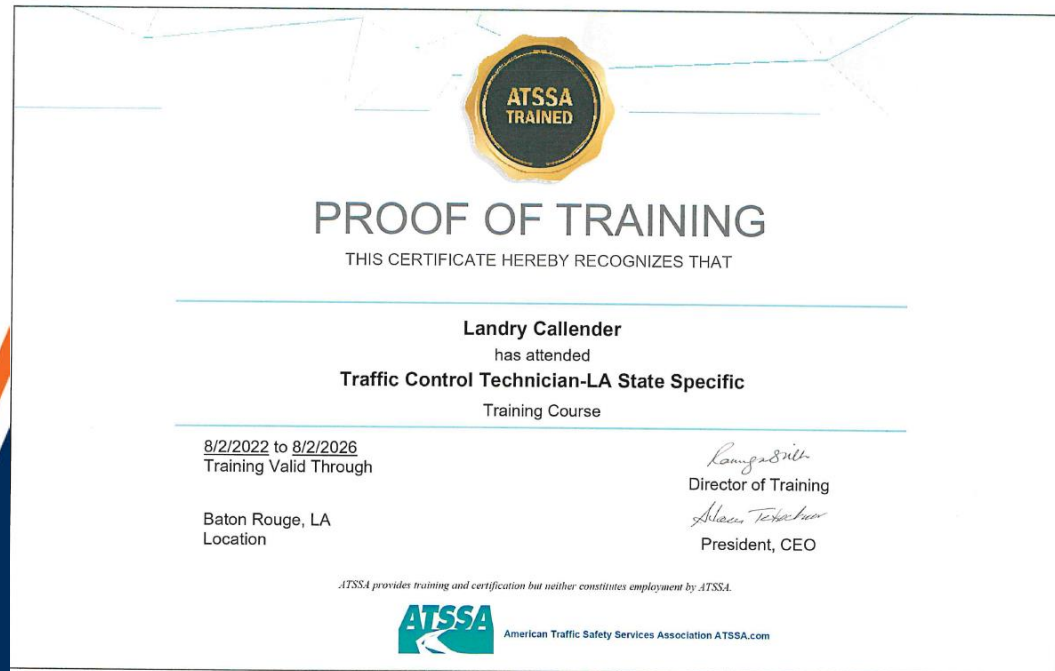 ATSSA
TRAINED
PROOF OF TRAINING
THIS CERTIFICATE HEREBY RECOGNIZES THAT
Landry Callender
has attended
Traffic Control Technician-LA State Specific
Training Course
8/2/2022 to 8/2/2026
Training Valid Through
Director of Training
Baton Rouge, LA
Location
President, CEO
ATSSA provides training and certification but neither constitutes employment by ATSSA.
ATSSA
American Traffic Safety Services Association ATSSA.com